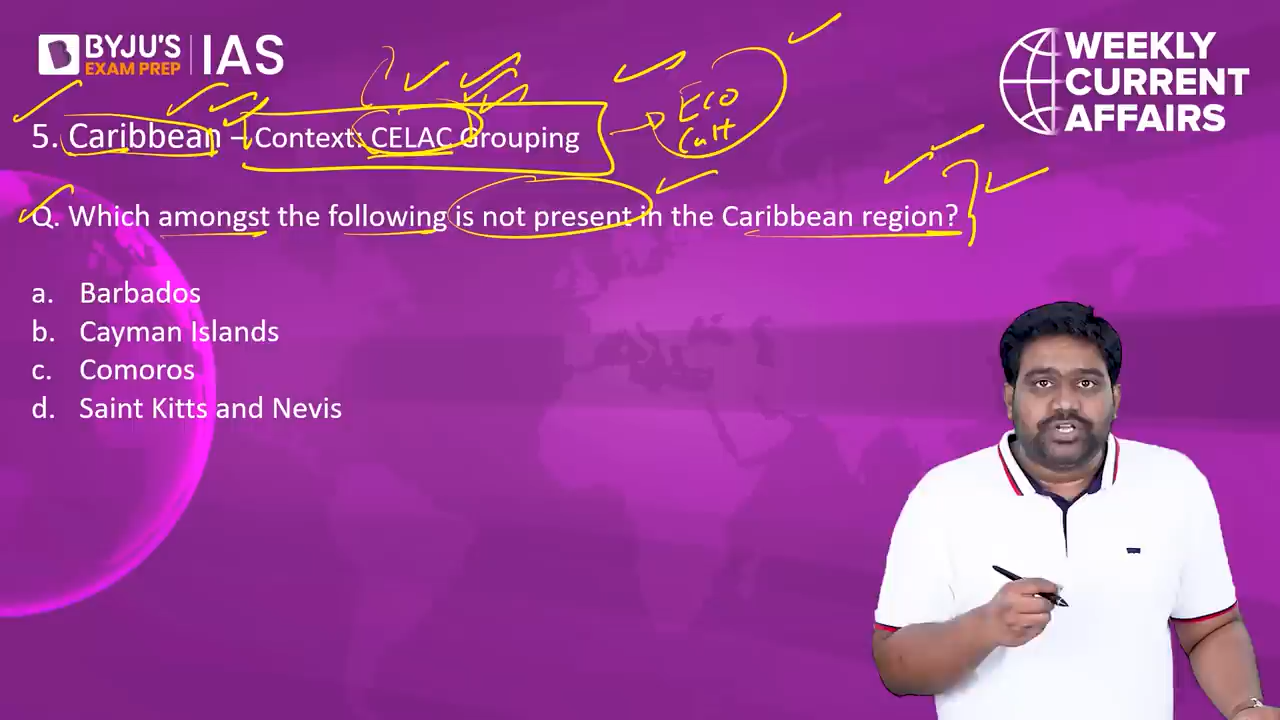 BYJU'S
EXAM PREP
IAS
WEEKLY
CURRENT
AFFAIRS
5. Caribbean – Context: CELAC Grouping
Eco
Cult
Q. Which amongst the following is not present in the Caribbean region?
a. Barbados
b. Cayman Islands
c. Comoros
d. Saint Kitts and Nevis